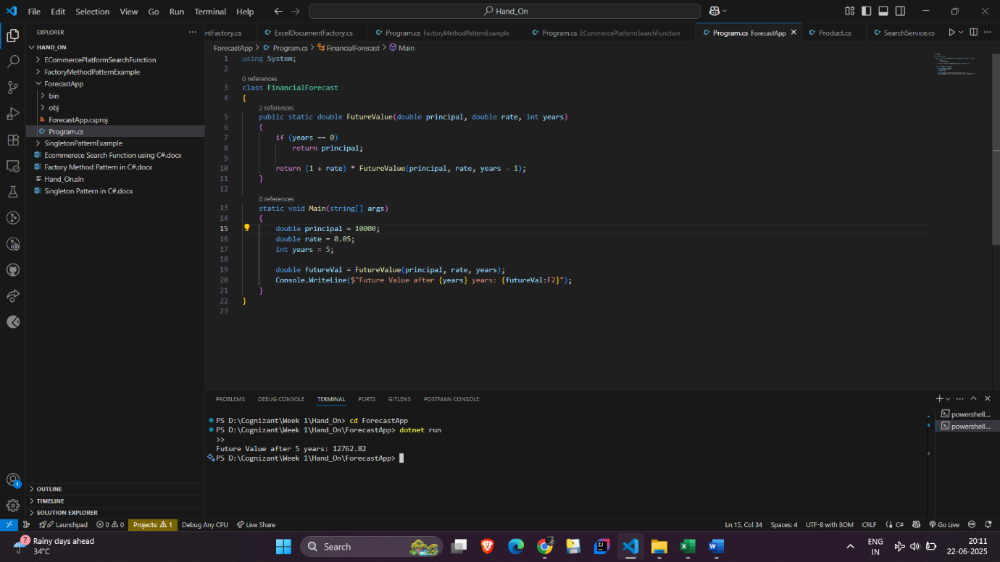 File Edit Selection View Go Run Terminal Help
Hand_On
EXPLORER
HAND_ON
ECommercePlatformSearchFunction
FactoryMethodPatternExample
ForecastApp
bin
obj
ForecastApp.csproj
Program.cs
SingletonPatternExample
Ecommerece Search Function using C#.docx
Factory Method Pattern in C#.docx
Hand_On.sln
Singleton Pattern in C#.docx
OUTLINE
TIMELINE
SOLUTION EXPLORER
ntFactory.cs ExcelDocumentFactory.cs Program.cs FactoryMethodPatternExample Program.cs ECommercePlatformSearchFunction Program.cs ForecastApp Product.cs SearchService.cs
ForecastApp > Program.cs > FinancialForecast > Main
1 using System;
2
0 references
3 class FinancialForecast
4 {
2 references
5 public static double FutureValue(double principal, double rate, int years)
6 {
7 if (years == 0)
8 return principal;
9
10 return (1 + rate) * FutureValue(principal, rate, years - 1);
11 }
12
0 references
13 static void Main(string[] args)
14 {
15 double principal = 10000;
16 double rate = 0.05;
17 int years = 5;
18
19 double futureVal = FutureValue(principal, rate, years);
20 Console.WriteLine($"Future Value after {years} years: {futureVal:F2}");
21 }
22 }
23
PROBLEMS DEBUG CONSOLE TERMINAL PORTS GITLENS POSTMAN CONSOLE
PS D:\Cognizant\Week 1\Hand_On> cd ForecastApp
PS D:\Cognizant\Week 1\Hand_On\ForecastApp> dotnet run
>>
Future Value after 5 years: 12762.82
PS D:\Cognizant\Week 1\Hand_On\ForecastApp>
powershell...
powershell...
1
Launchpad 0 0 Projects: 1 Debug Any CPU Live Share Ln 15, Col 34 Spaces: 4 UTF-8 with BOM CRLF C# Go Live
7
Rainy days ahead
34°C
Search
ENG
IN
20:11
22-06-2025